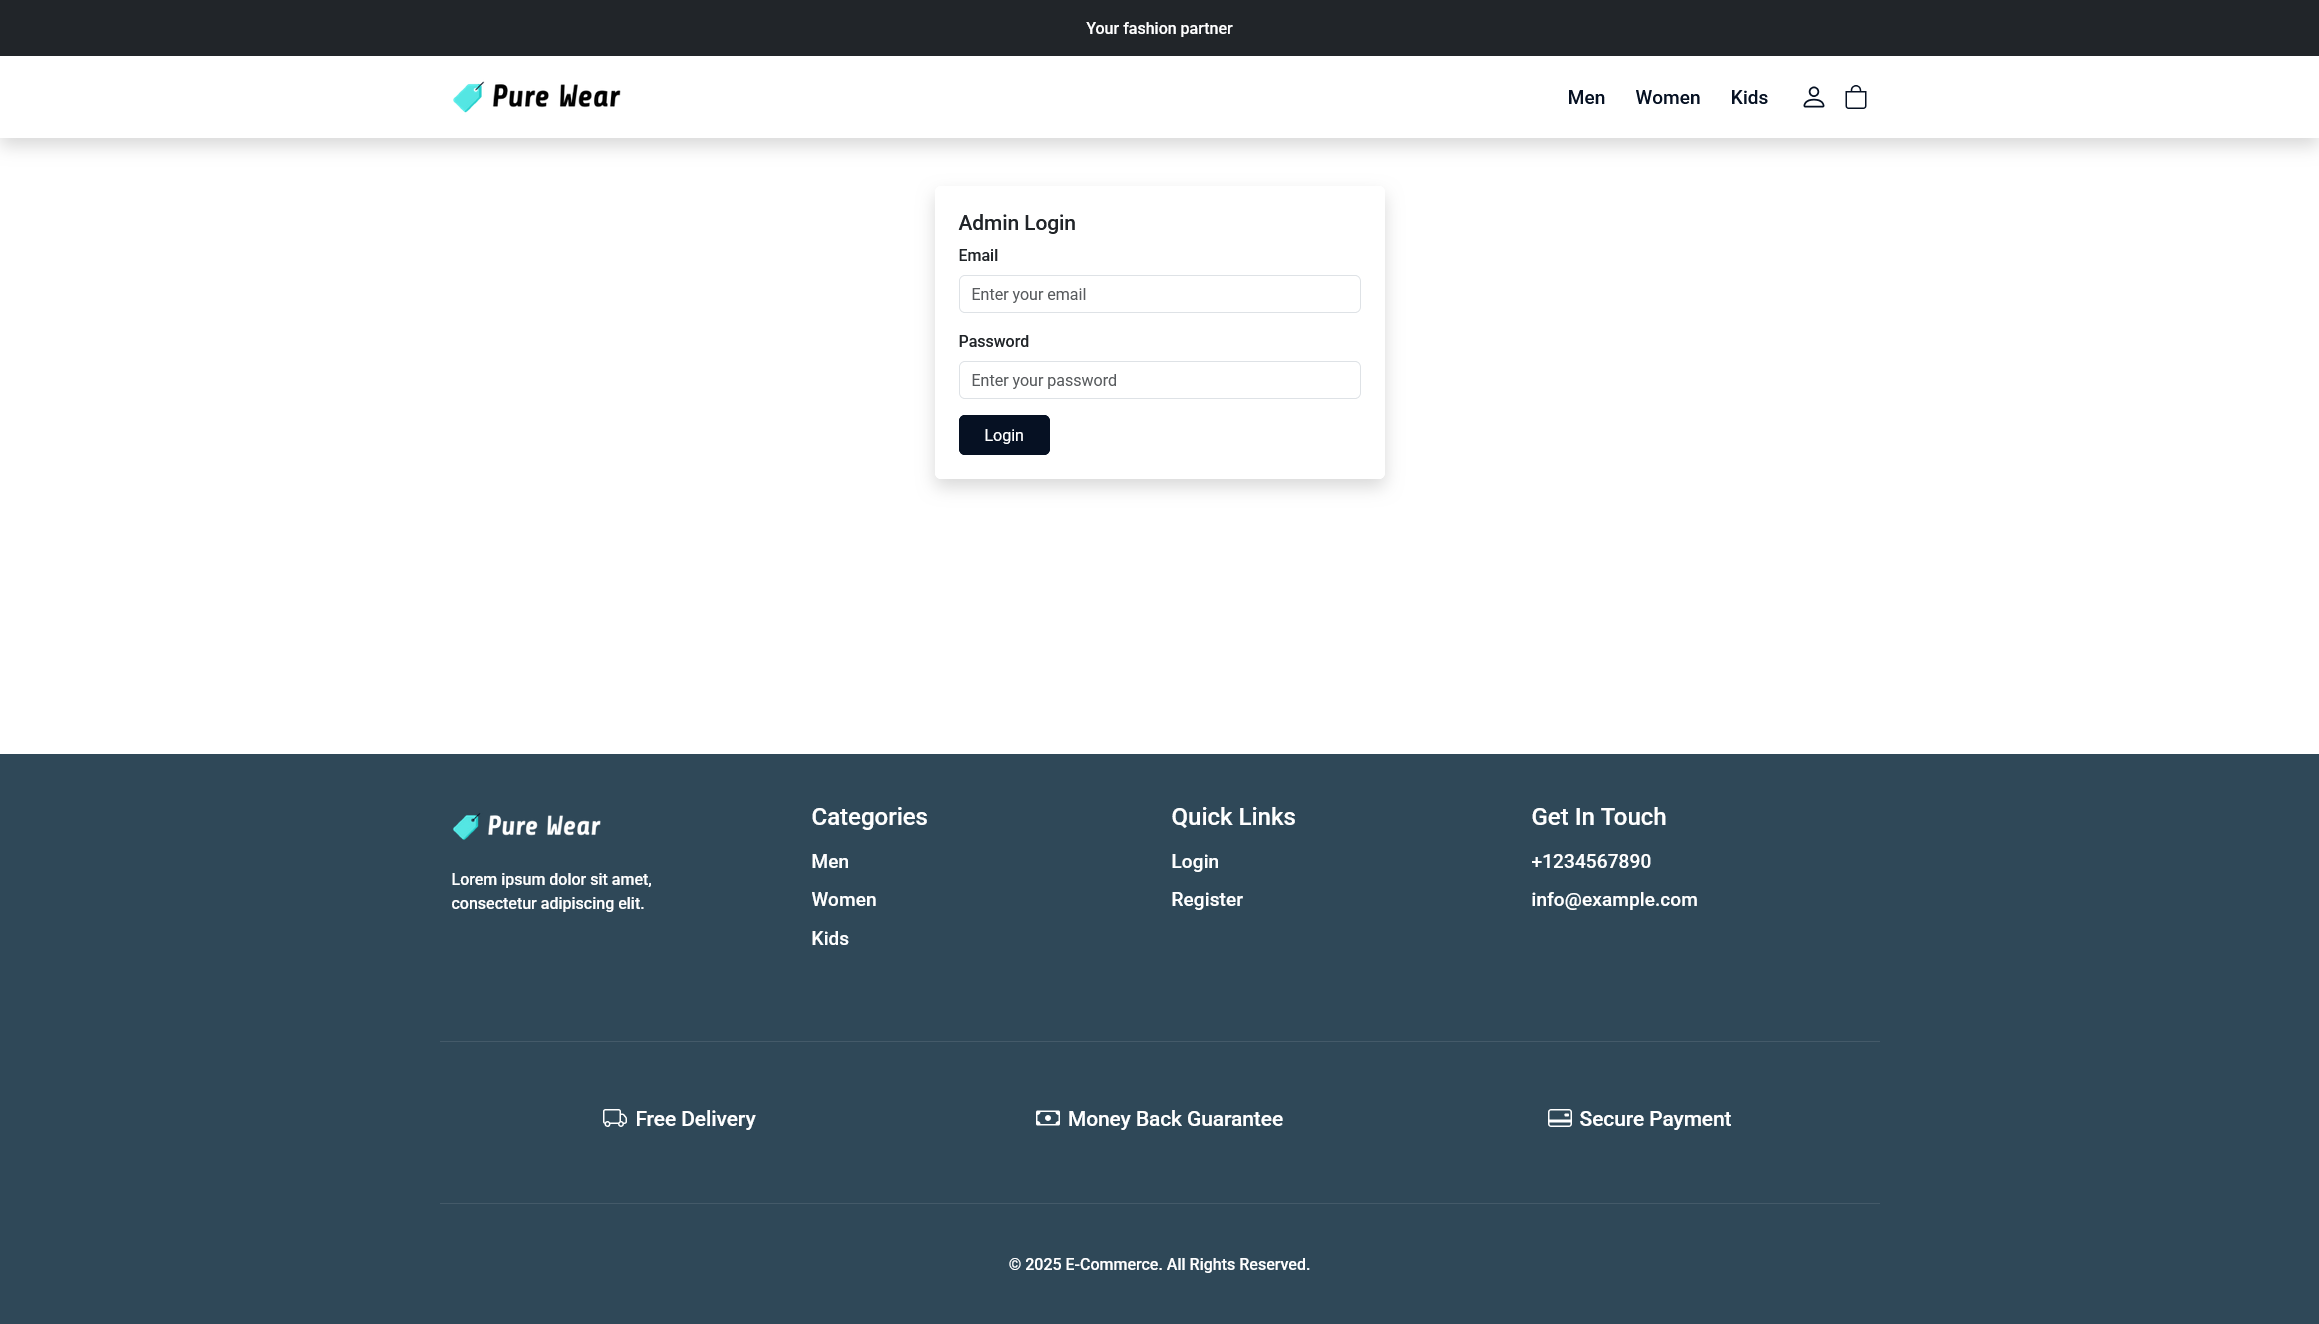 Your fashion partner
Pure Wear
Men Women Kids
Admin Login
Email
Enter your email
Password
Enter your password
Login
Pure Wear
Lorem ipsum dolor sit amet,
consectetur adipiscing elit.
Categories
Men
Women
Kids
Quick Links
Login
Register
Get In Touch
+1234567890
info@example.com
Free Delivery
Money Back Guarantee
Secure Payment
© 2025 E-Commerce. All Rights Reserved.